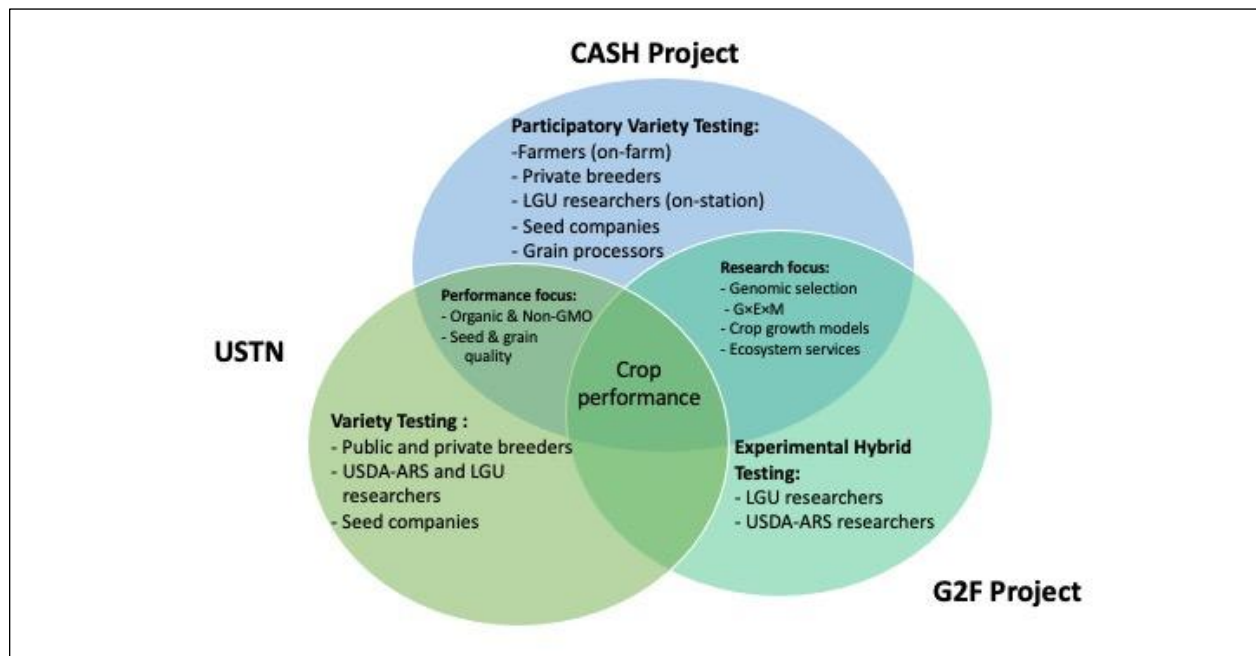 CASH Project
Participatory Variety Testing:
-Farmers (on-farm)
- Private breeders
- LGU researchers (on-station)
- Seed companies
- Grain processors
Research focus:
- Genomic selection
- G×E×M
- Crop growth models
- Ecosystem services
Performance focus:
- Organic & Non-GMO
- Seed & grain
quality
USTN
Crop
performance
Variety Testing :
- Public and private breeders
- USDA-ARS and LGU
researchers
- Seed companies
Experimental Hybrid
Testing:
- LGU researchers
- USDA-ARS researchers
G2F Project